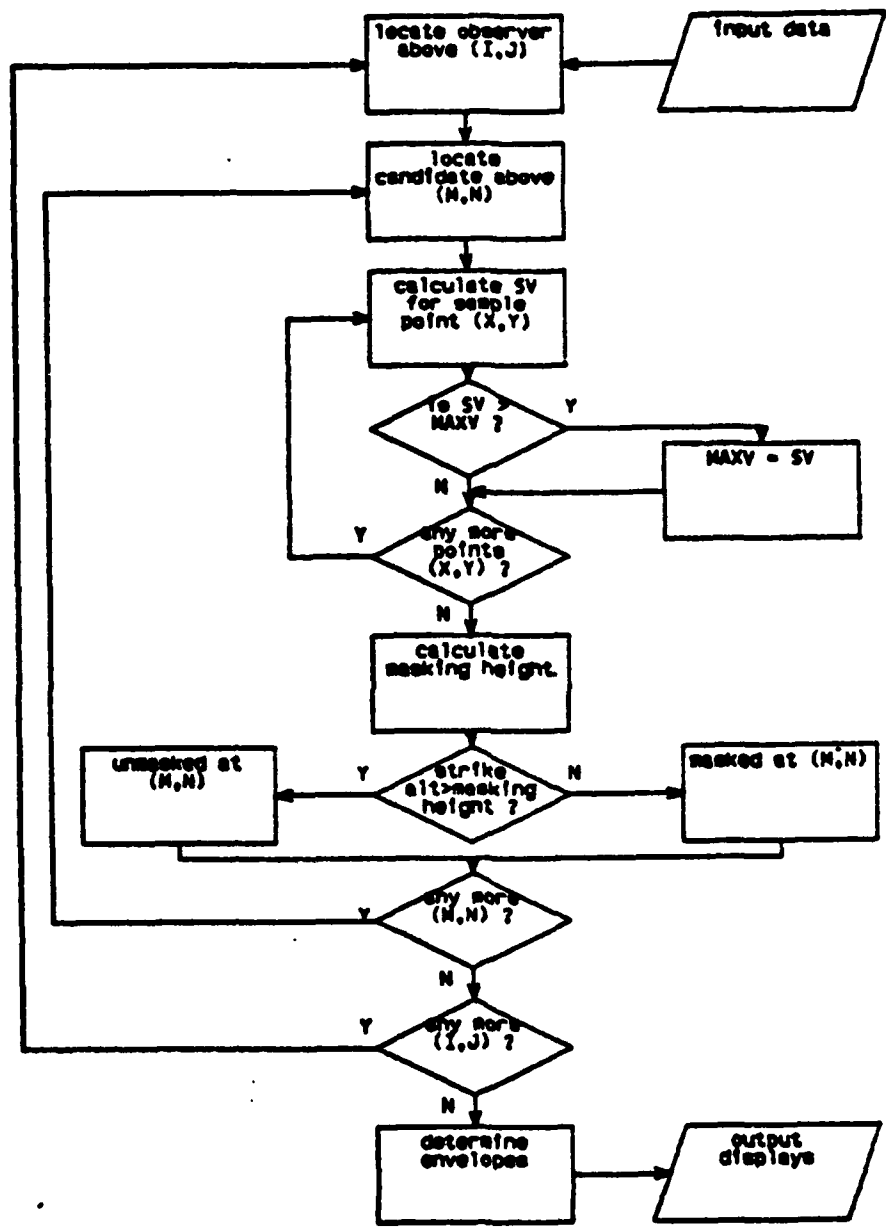 locate observer
above (I,J)
input data
locate
candidate above
(M,N)
calculate SV
for sample
point (X,Y)
is SV >
MAXV ?
Y
MAXV = SV
N
any more
points
(X,Y) ?
Y
N
calculate
masking height.
strike
alt>masking
height ?
Y
N
unmasked at
(M,N)
masked at (M,N)
any more
(M,N) ?
Y
N
any more
(I,J) ?
Y
N
determine
envelopes
output
displays